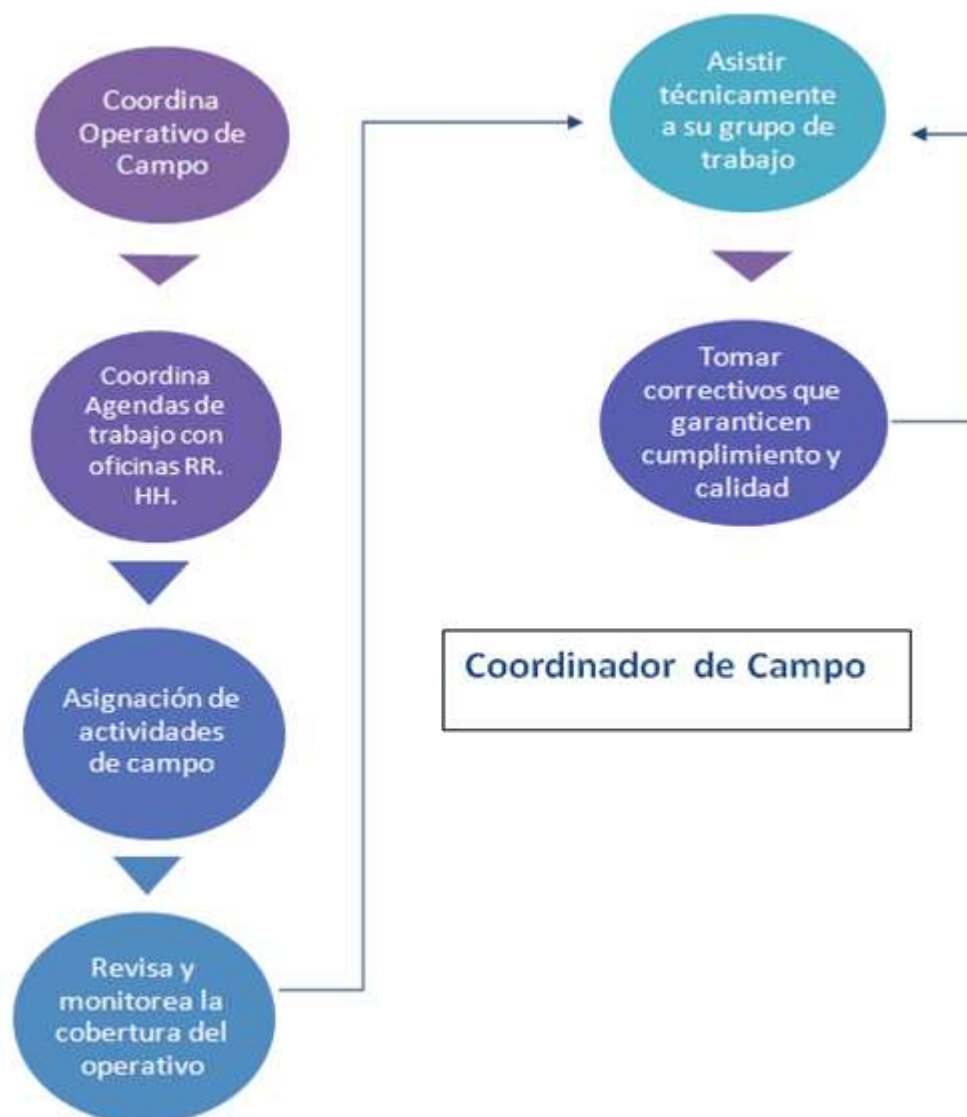 Coordina
Operativo de
Campo
Coordina
Agendas de
trabajo con
oficinas RR.
HH.
Asignación de
actividades
de campo
Revisa y
monitorea la
cobertura del
operativo
Asistir
técnicamente
a su grupo de
trabajo
Tomar
correctivos que
garanticen
cumplimiento y
calidad
Coordinador de Campo